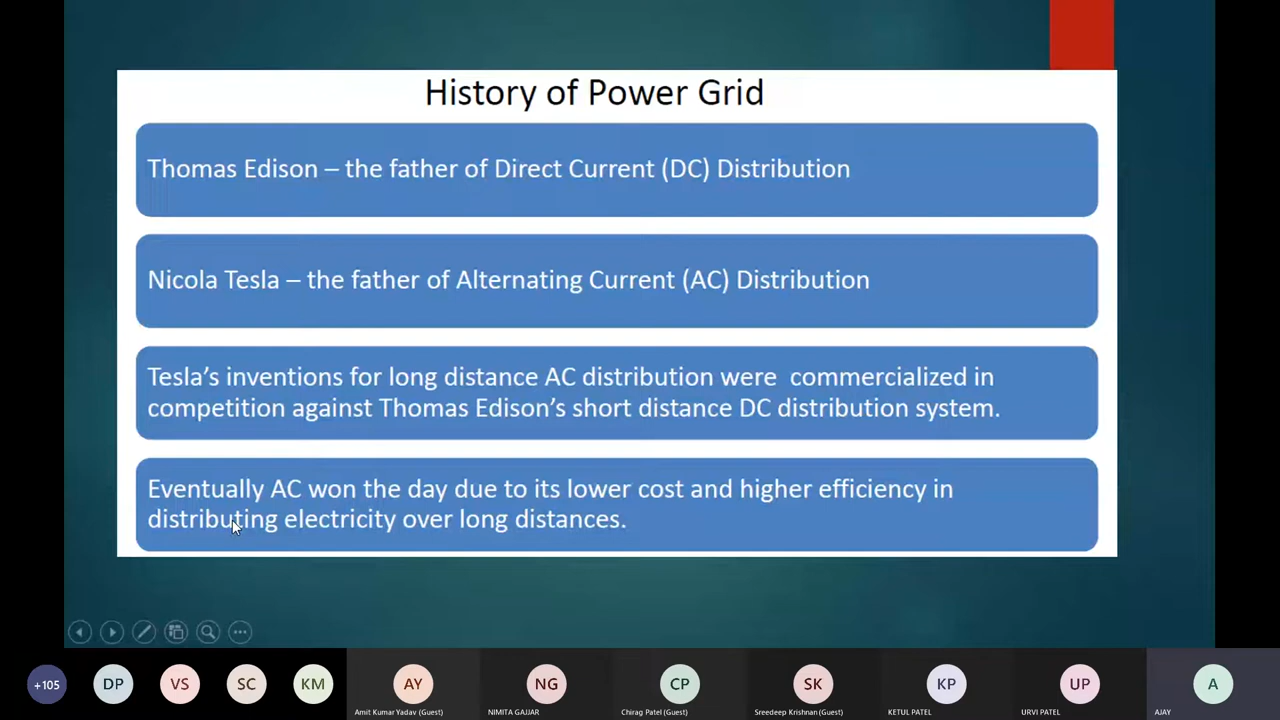 History of Power Grid
Thomas Edison – the father of Direct Current (DC) Distribution
Nicola Tesla – the father of Alternating Current (AC) Distribution
Tesla's inventions for long distance AC distribution were  commercialized in
competition against Thomas Edison's short distance DC distribution system.
Eventually AC won the day due to its lower cost and higher efficiency in
distributing electricity over long distances.
+105
DP
VS
SC
KM
AY
NG
CP
SK
KP
UP
A
Amit Kumar Yadav (Guest)
NIMITA GAJJAR
Chirag Patel (Guest)
Sreedeep Krishnan (Guest)
KETUL PATEL
URVI PATEL
AJAY